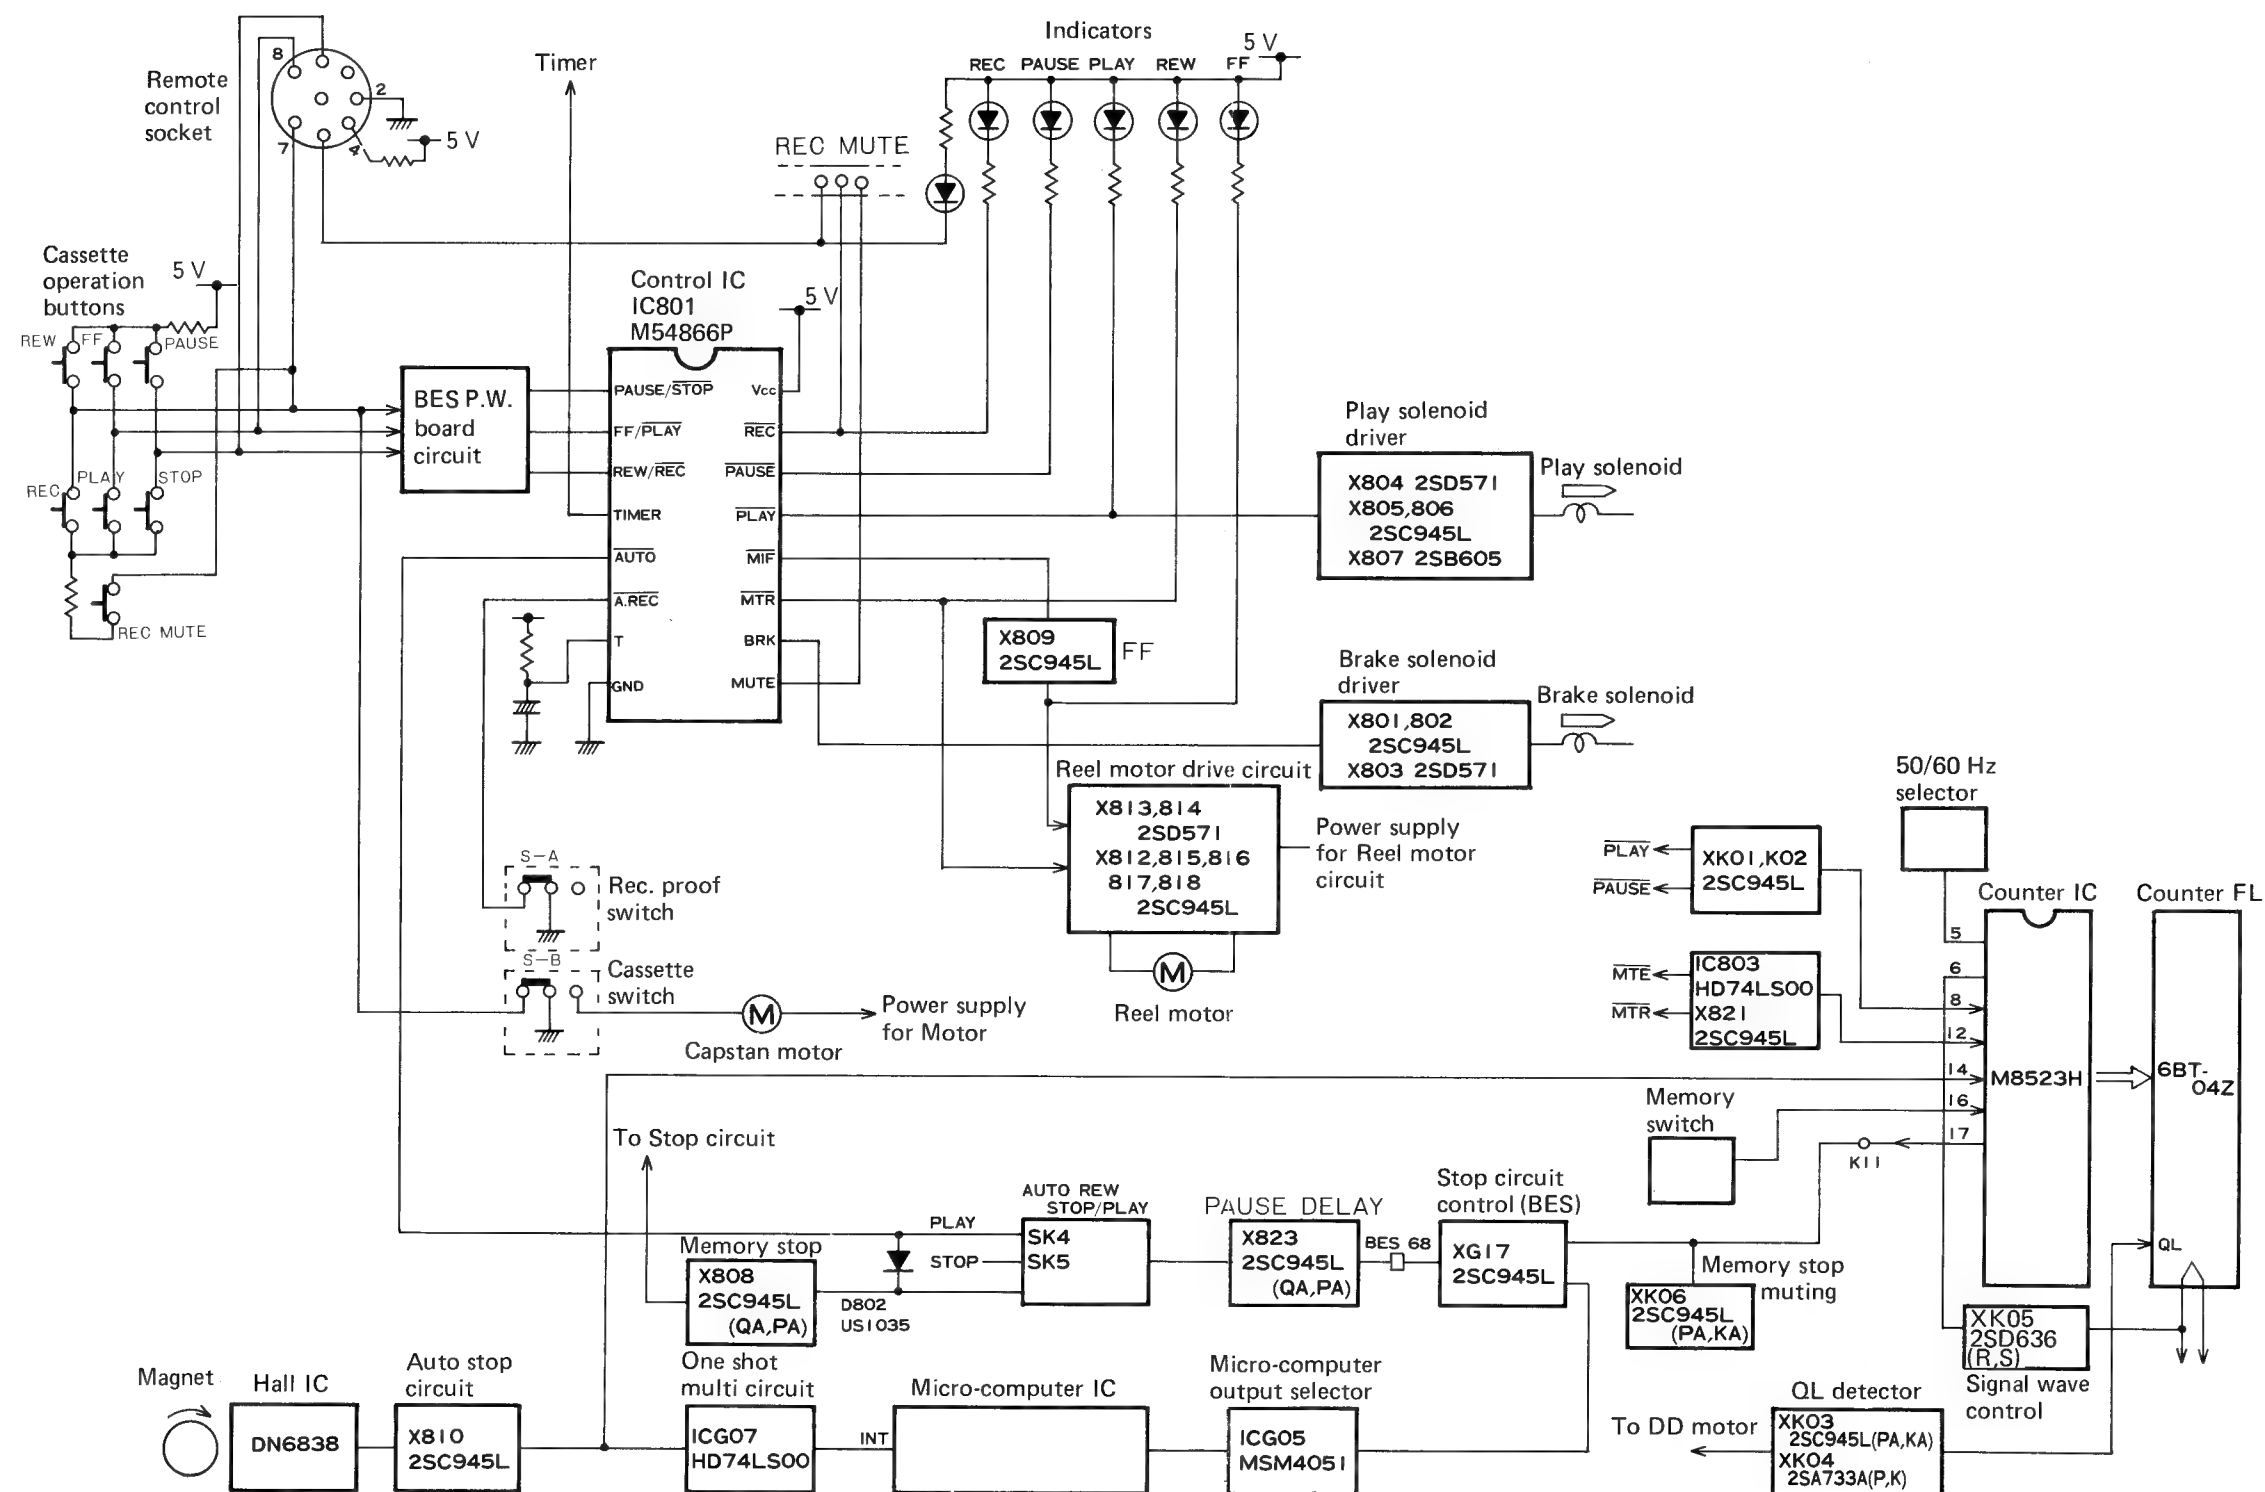 Indicators
5 V
Timer
REC PAUSE PLAY REW FF
8
Remote
control
socket
2
7
4
5 V
REC MUTE
Cassette
operation
buttons
5 V
REW FF PAUSE
REC PLAY STOP
REC MUTE
BES P.W.
board
circuit
Control IC
IC801
M54866P
5 V
PAUSE/STOP
FF/PLAY
REW/REC
TIMER
AUTO
A.REC
T
GND
Vcc
REC
PAUSE
PLAY
MIF
MTR
BRK
MUTE
Play solenoid
driver
X804 2SD571
X805,806
2SC945L
X807 2SB605
Play solenoid
X809
2SC945L
FF
Brake solenoid
driver
X801,802
2SC945L
X803 2SD571
Brake solenoid
Reel motor drive circuit
X813,814
2SD571
X812,815,816
817,818
2SC945L
Power supply
for Reel motor
circuit
M
Reel motor
S-A
Rec. proof
switch
S-B
Cassette
switch
M
Capstan motor
Power supply
for Motor
50/60 Hz
selector
PLAY
PAUSE
XK01,K02
2SC945L
MTE
MTR
IC803
HD74LS00
X821
2SC945L
Counter IC
5
6
8
12
14
16
17
M8523H
Counter FL
6BT-
04Z
QL
Memory
switch
K11
To Stop circuit
Memory stop
X808
2SC945L
(QA,PA)
D802
US1035
PLAY
STOP
AUTO REW
STOP/PLAY
SK4
SK5
PAUSE DELAY
X823
2SC945L
(QA,PA)
BES 68
Stop circuit
control (BES)
XG17
2SC945L
Memory stop
muting
XK06
2SC945L
(PA,KA)
XK05
2SD636
(R,S)
Signal wave
control
Magnet
Hall IC
DN6838
Auto stop
circuit
X810
2SC945L
One shot
multi circuit
ICG07
HD74LS00
INT
Micro-computer IC
Micro-computer
output selector
ICG05
MSM4051
To DD motor
QL detector
XK03
2SC945L(PA,KA)
XK04
2SA733A(P,K)